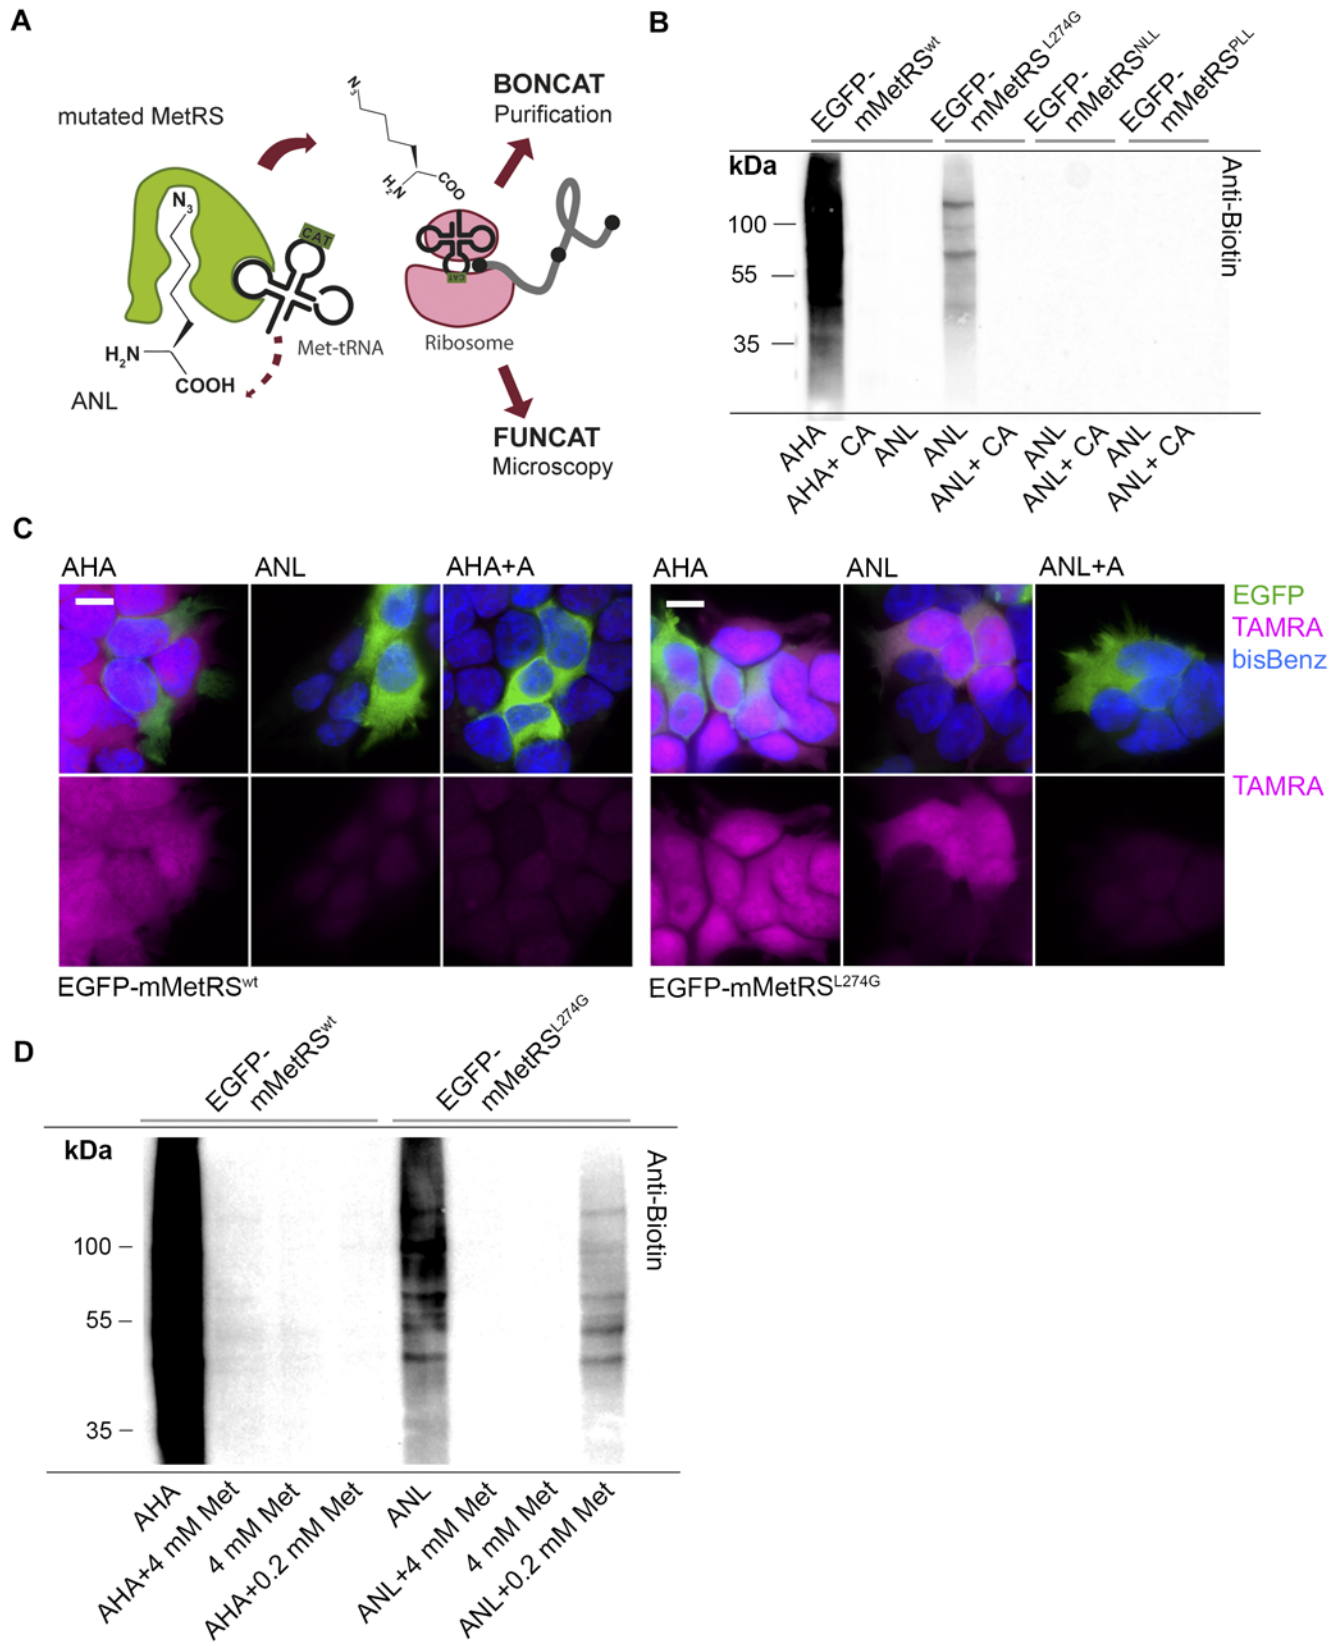 A
mutated MetRS
N3
H2N
COOH
ANL
CAT
Met-tRNA
N3
H2N
COO
CAT
Ribosome
BONCAT
Purification
FUNCAT
Microscopy
B
EGFP-
mMetRSwt
EGFP-
mMetRSL274G
EGFP-
mMetRSNLL
EGFP-
mMetRSPLL
kDa
100
55
35
Anti-Biotin
AHA
AHA+ CA
ANL
ANL
ANL+ CA
ANL
ANL+ CA
ANL
ANL+ CA
C
AHA
ANL
AHA+A
AHA
ANL
ANL+A
EGFP
TAMRA
bisBenz
TAMRA
EGFP-mMetRSwt
EGFP-mMetRSL274G
D
EGFP-
mMetRSwt
EGFP-
mMetRSL274G
kDa
100
55
35
Anti-Biotin
AHA
AHA+4 mM Met
4 mM Met
AHA+0.2 mM Met
ANL
ANL+4 mM Met
4 mM Met
ANL+0.2 mM Met